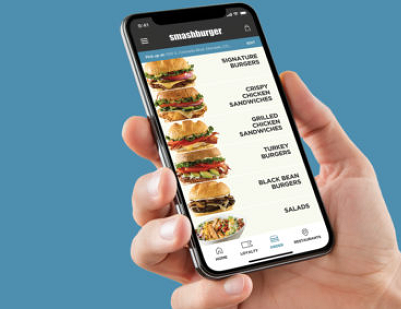 smashburger
SIGNATURE
BURGERS
CRISPY
CHICKEN
SANDWICHES
GRILLED
CHICKEN
SANDWICHES
TURKEY
BURGERS
BLACK BEAN
BURGERS
SALADS
HOME
LOYALTY
ORDER
RESTAURANTS